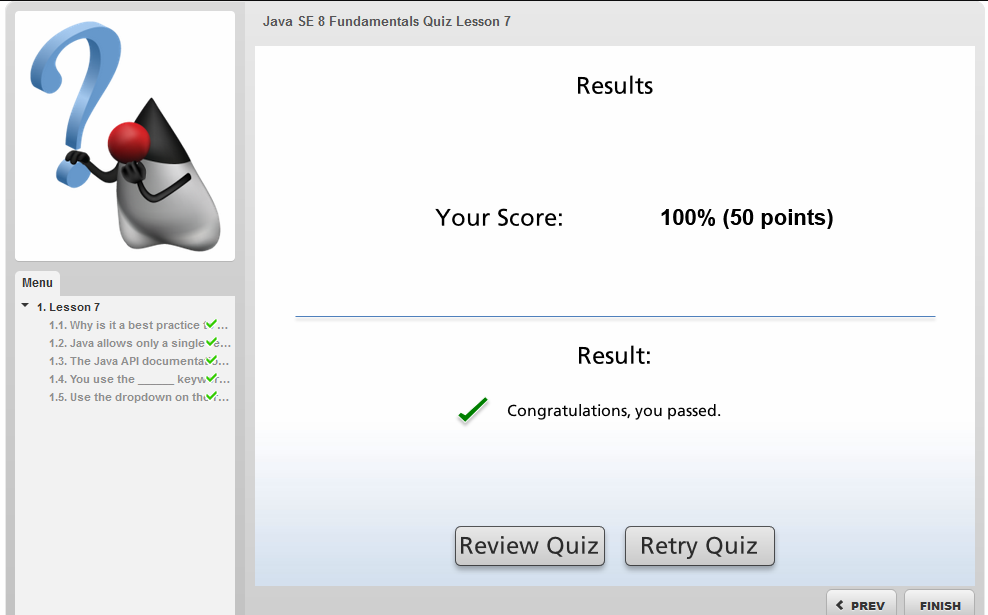 Java SE 8 Fundamentals Quiz Lesson 7
Results
Your Score: 100% (50 points)
Menu
1. Lesson 7
1.1. Why is it a best practice ...
1.2. Java allows only a single ...
1.3. The Java API ...
1.4. You use the ______ ...
1.5. Use the dropdown on ...
Result:
Congratulations, you passed.
Review Quiz Retry Quiz
PREV FINISH